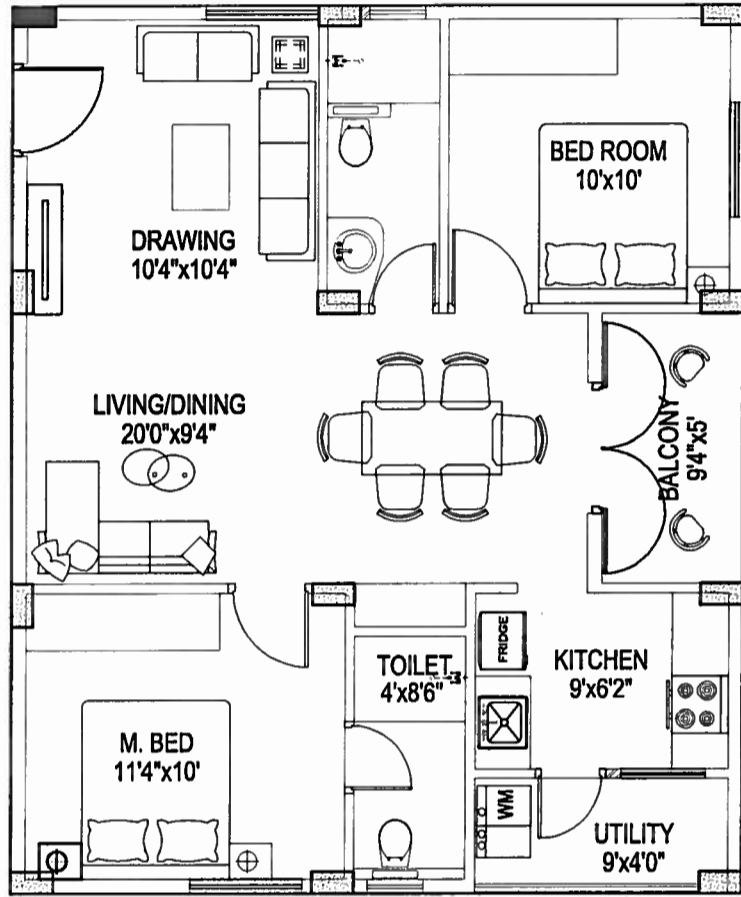 BED ROOM
10'x10'
DRAWING
10'4"x10'4"
LIVING/DINING
20'0"x9'4"
BALCONY
9'4"x5'
TOILET
4'x8'6"
FRIDGE
KITCHEN
9'x6'2"
M. BED
11'4"x10'
WM
UTILITY
9'x4'0"